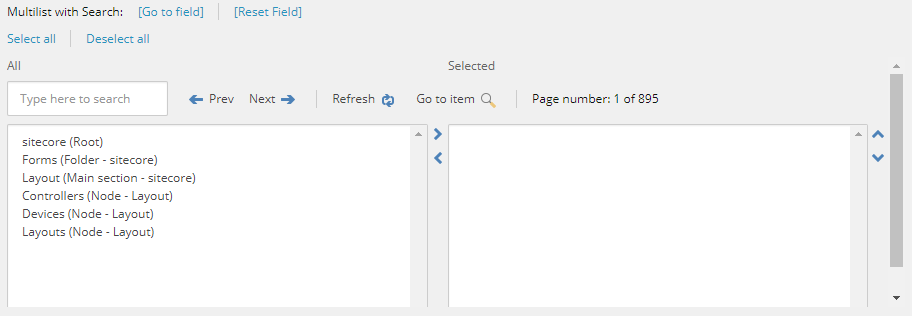 Multilist with Search: [Go to field] [Reset Field]
Select all Deselect all
All Selected
Type here to search Prev Next Refresh Go to item Page number: 1 of 895
sitecore (Root)
Forms (Folder - sitecore)
Layout (Main section - sitecore)
Controllers (Node - Layout)
Devices (Node - Layout)
Layouts (Node - Layout)